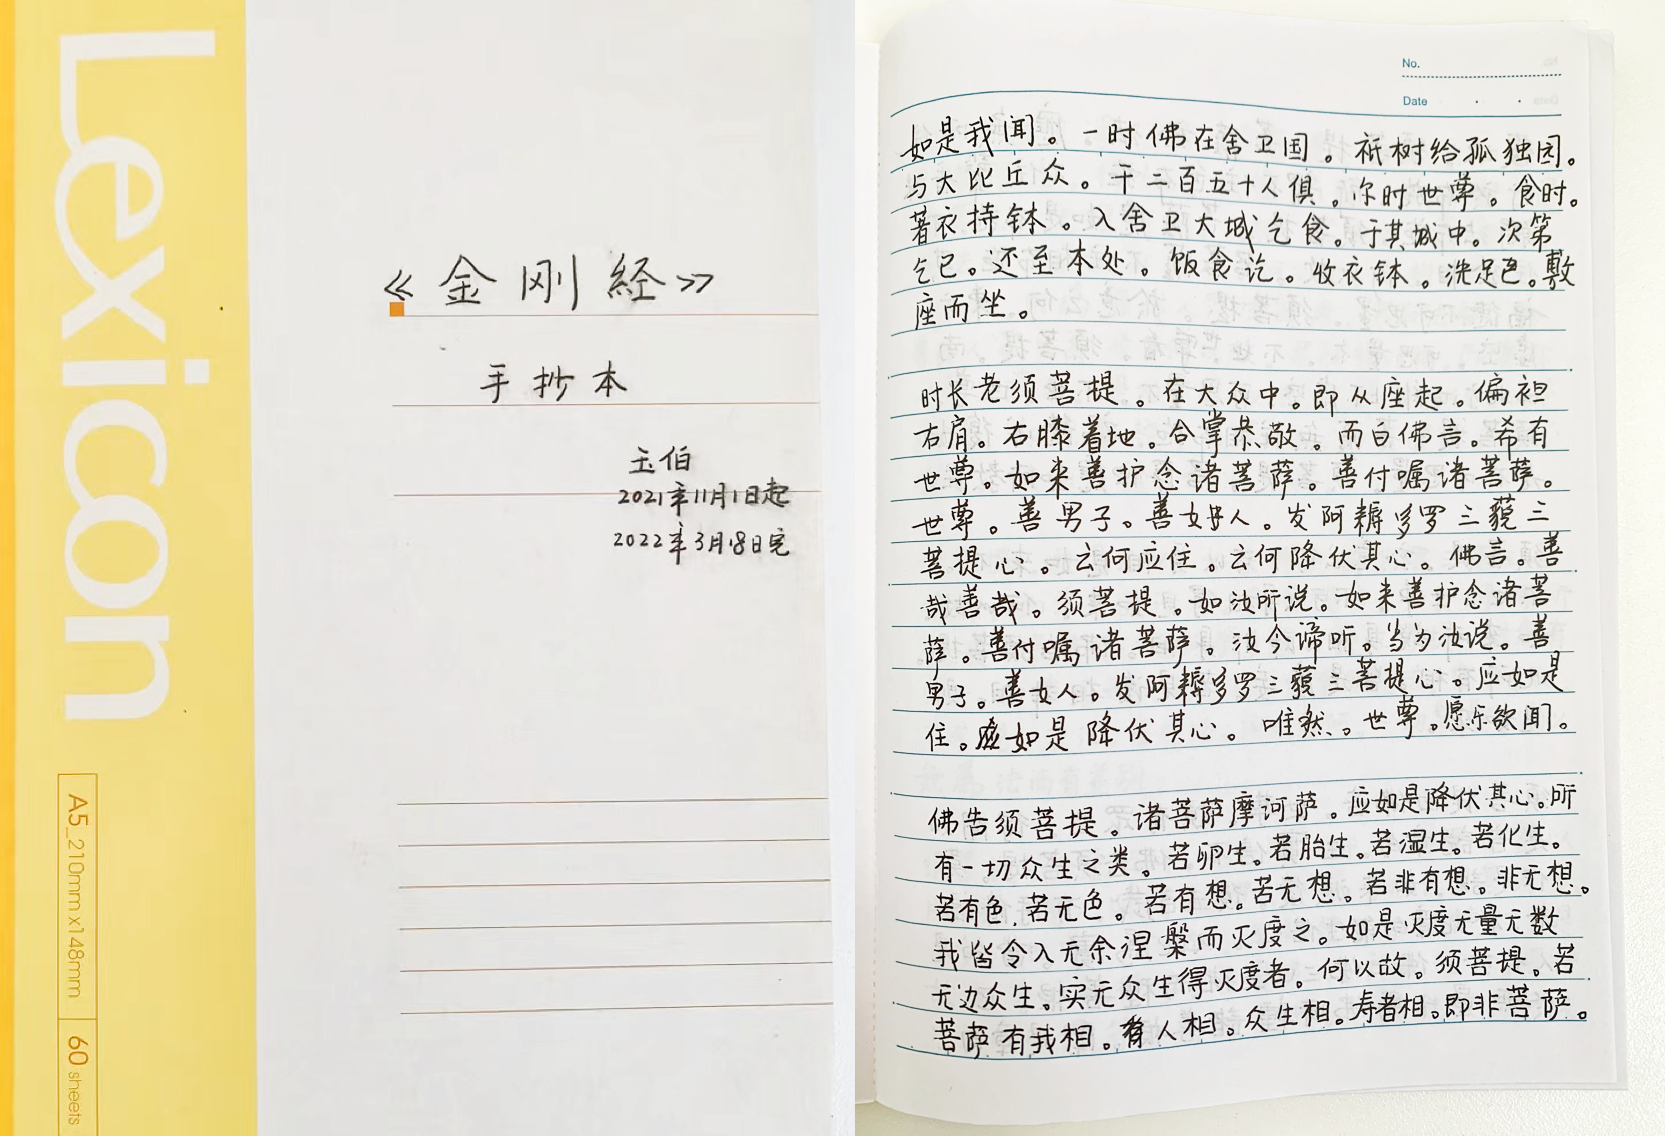 Lexicon
A5_210mm x148mm
60 sheets
《金刚經》
手抄本
玉伯
2021年11月1日起
2022年3月18日完
No.
Date
如是我闻。一时佛在舍卫国。祇树给孤独园。
与大比丘众。千二百五十人俱。尔时世尊。食时。
著衣持钵。入舍卫大城乞食。于其城中。次第
乞已。还至本处。饭食讫。收衣钵。洗足已。敷
座而坐。
时长老须菩提。在大众中。即从座起。偏袒
右肩。右膝着地。合掌恭敬。而白佛言。希有
世尊。如来善护念诸菩萨。善付嘱诸菩萨。
世尊。善男子。善女人。发阿耨多罗三藐三
菩提心。云何应住。云何降伏其心。佛言。善
哉善哉。须菩提。如汝所说。如来善护念诸菩
萨。善付嘱诸菩萨。汝今谛听。当为汝说。善
男子。善女人。发阿耨多罗三藐三菩提心。应如是
住。应如是降伏其心。唯然。世尊。愿乐欲闻。
佛告须菩提。诸菩萨摩诃萨。应如是降伏其心。所
有一切众生之类。若卵生。若胎生。若湿生。若化生。
若有色。若无色。若有想。若无想。若非有想。非无想。
我皆令入无余涅槃而灭度之。如是灭度无量无数
无边众生。实无众生得灭度者。何以故。须菩提。若
菩萨有我相。有人相。众生相。寿者相。即非菩萨。